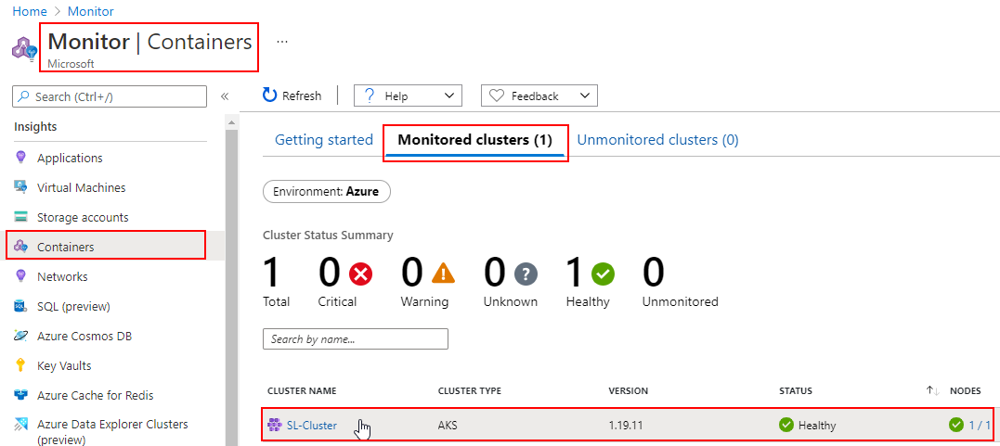 Home > Monitor
Monitor | Containers ...
Microsoft
Search (Ctrl+/) «
Refresh | ? Help Feedback
Insights
Applications
Virtual Machines
Storage accounts
Containers
Networks
SQL (preview)
Azure Cosmos DB
Key Vaults
Azure Cache for Redis
Azure Data Explorer Clusters
(preview)
Getting started Monitored clusters (1) Unmonitored clusters (0)
Environment: Azure
Cluster Status Summary
1 0 0 0 ? 1 0
Total Critical Warning Unknown Healthy Unmonitored
Search by name...
CLUSTER NAME CLUSTER TYPE VERSION STATUS ↑↓ NODES
SL-Cluster AKS 1.19.11 Healthy 1 / 1